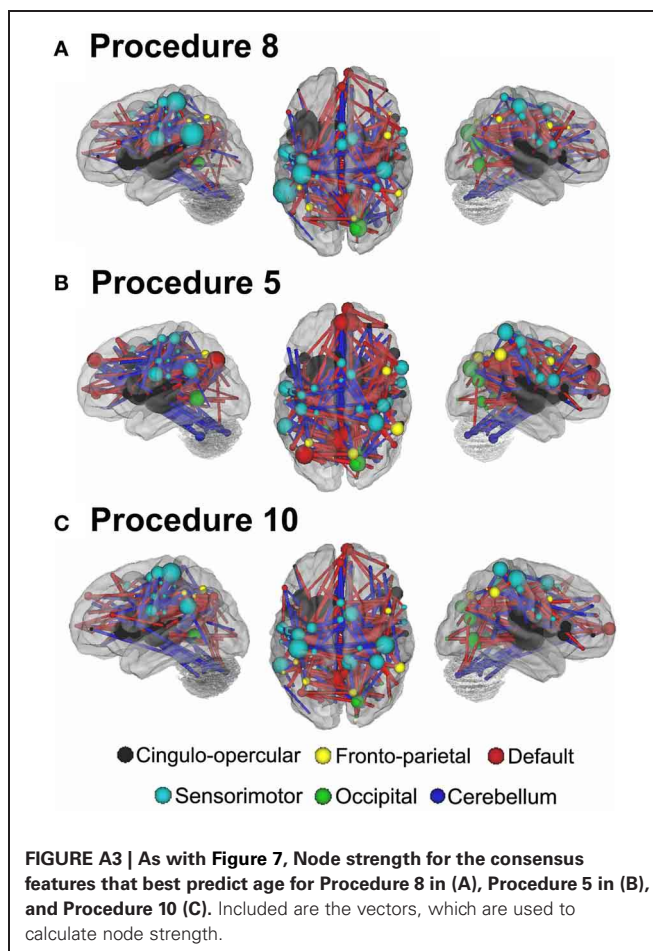 A Procedure 8
B Procedure 5
C Procedure 10
Cingulo-opercular Fronto-parietal Default
Sensorimotor Occipital Cerebellum
FIGURE A3 | As with Figure 7, Node strength for the consensus
features that best predict age for Procedure 8 in (A), Procedure 5 in (B),
and Procedure 10 (C). Included are the vectors, which are used to
calculate node strength.